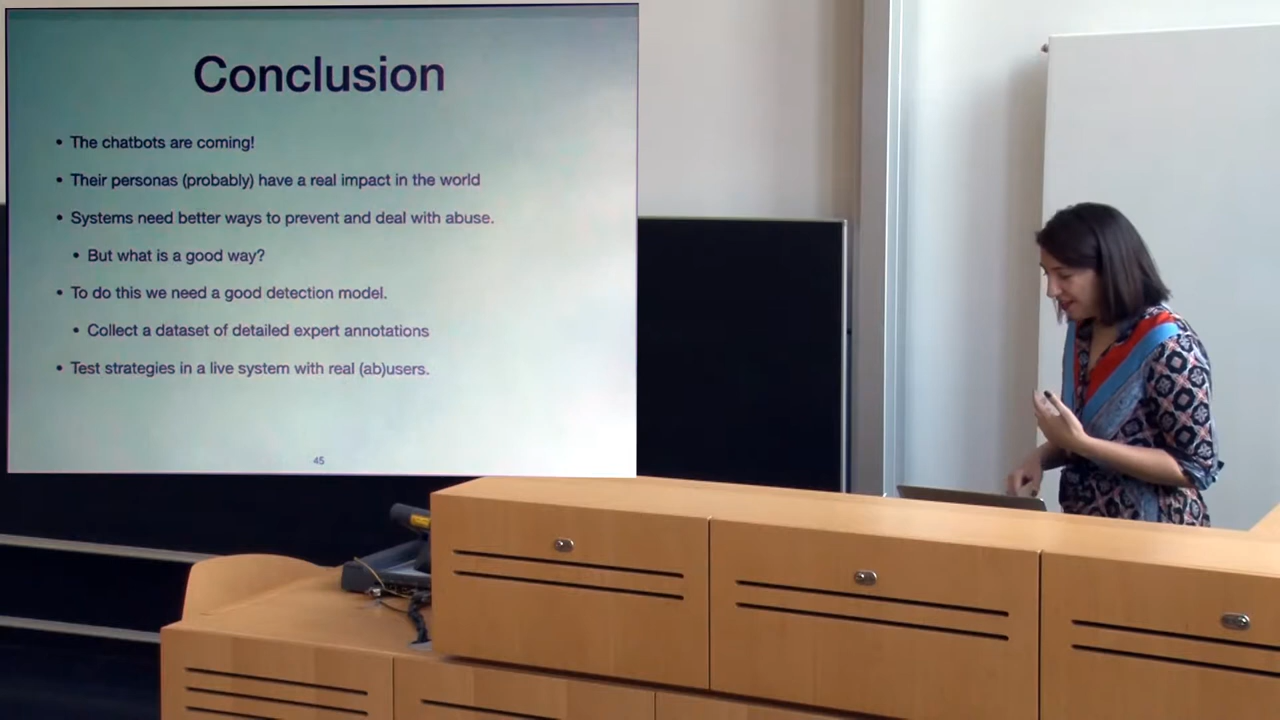 Conclusion
• The chatbots are coming!
• Their personas (probably) have a real impact in the world
• Systems need better ways to prevent and deal with abuse.
• But what is a good way?
• To do this we need a good detection model.
• Collect a dataset of detailed expert annotations
• Test strategies in a live system with real (ab)users.
45